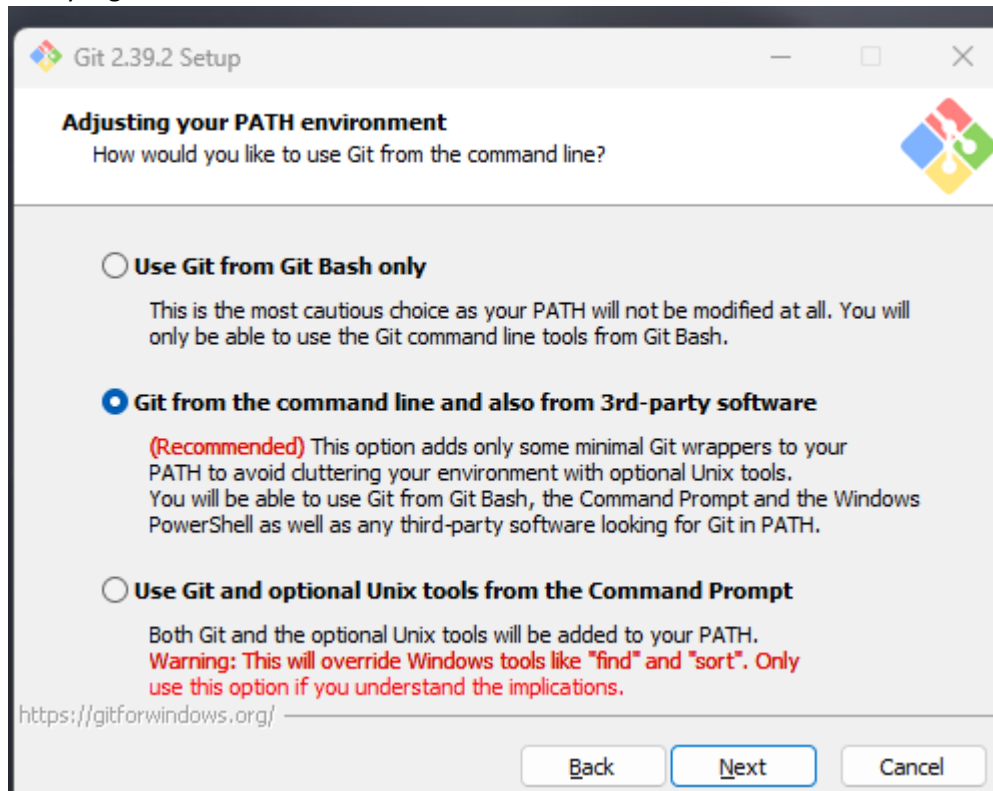 Git 2.39.2 Setup
Adjusting your PATH environment
How would you like to use Git from the command line?
Use Git from Git Bash only
This is the most cautious choice as your PATH will not be modified at all. You will
only be able to use the Git command line tools from Git Bash.
Git from the command line and also from 3rd-party software
(Recommended) This option adds only some minimal Git wrappers to your
PATH to avoid cluttering your environment with optional Unix tools.
You will be able to use Git from Git Bash, the Command Prompt and the Windows
PowerShell as well as any third-party software looking for Git in PATH.
Use Git and optional Unix tools from the Command Prompt
Both Git and the optional Unix tools will be added to your PATH.
Warning: This will override Windows tools like "find" and "sort". Only
use this option if you understand the implications.
https://gitforwindows.org/
Back Next Cancel